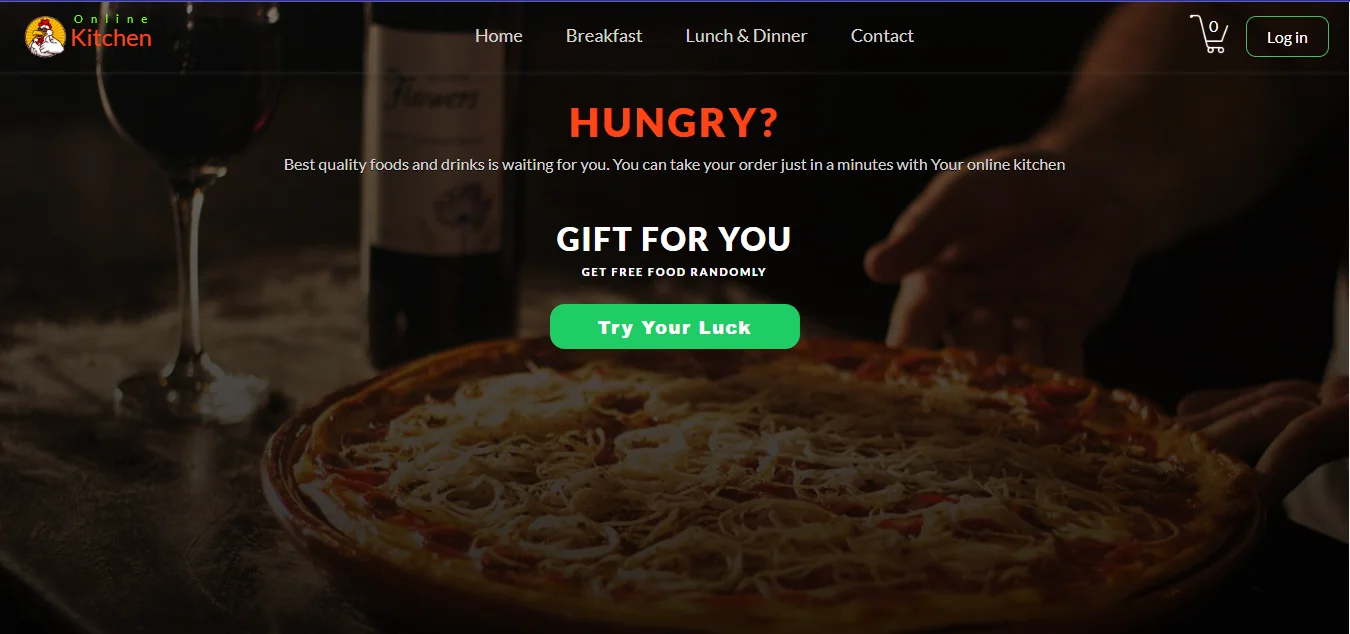 Online
Kitchen
Home
Breakfast
Lunch & Dinner
Contact
0
Log in
Flowers
HUNGRY?
Best quality foods and drinks is waiting for you. You can take your order just in a minutes with Your online kitchen
GIFT FOR YOU
GET FREE FOOD RANDOMLY
Try Your Luck